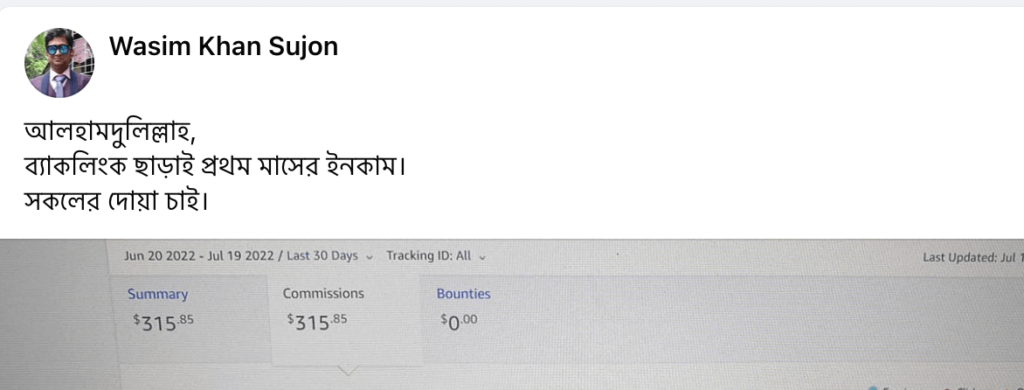 Wasim Khan Sujon
আলহামদুলিল্লাহ,
ব্যাকলিংক ছাড়াই প্রথম মাসের ইনকাম।
সকলের দোয়া চাই।
Jun 20 2022 - Jul 19 2022 / Last 30 Days Tracking ID: All Last Updated: Jul
Summary Commissions Bounties
$315.85 $315.85 $0.00